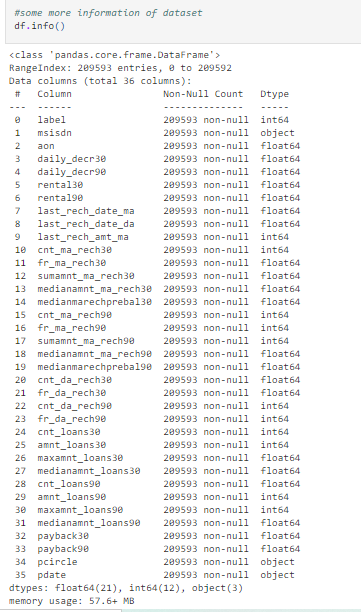 #some more information of dataset
df.info()
<class 'pandas.core.frame.DataFrame'>
RangeIndex: 209593 entries, 0 to 209592
Data columns (total 36 columns):
 #   Column                Non-Null Count   Dtype
---  ------                --------------   -----
 0   label                 209593 non-null  int64
 1   msisdn                209593 non-null  object
 2   aon                   209593 non-null  float64
 3   daily_decr30          209593 non-null  float64
 4   daily_decr90          209593 non-null  float64
 5   rental30              209593 non-null  float64
 6   rental90              209593 non-null  float64
 7   last_rech_date_ma     209593 non-null  float64
 8   last_rech_date_da     209593 non-null  float64
 9   last_rech_amt_ma      209593 non-null  int64
 10  cnt_ma_rech30         209593 non-null  int64
 11  fr_ma_rech30          209593 non-null  float64
 12  sumamnt_ma_rech30     209593 non-null  float64
 13  medianamnt_ma_rech30  209593 non-null  float64
 14  medianmarechprebal30  209593 non-null  float64
 15  cnt_ma_rech90         209593 non-null  int64
 16  fr_ma_rech90          209593 non-null  int64
 17  sumamnt_ma_rech90     209593 non-null  int64
 18  medianamnt_ma_rech90  209593 non-null  float64
 19  medianmarechprebal90  209593 non-null  float64
 20  cnt_da_rech30         209593 non-null  float64
 21  fr_da_rech30          209593 non-null  float64
 22  cnt_da_rech90         209593 non-null  int64
 23  fr_da_rech90          209593 non-null  int64
 24  cnt_loans30           209593 non-null  int64
 25  amnt_loans30          209593 non-null  int64
 26  maxamnt_loans30       209593 non-null  float64
 27  medianamnt_loans30    209593 non-null  float64
 28  cnt_loans90           209593 non-null  float64
 29  amnt_loans90          209593 non-null  int64
 30  maxamnt_loans90       209593 non-null  int64
 31  medianamnt_loans90    209593 non-null  float64
 32  payback30             209593 non-null  float64
 33  payback90             209593 non-null  float64
 34  pcircle               209593 non-null  object
 35  pdate                 209593 non-null  object
dtypes: float64(21), int64(12), object(3)
memory usage: 57.6+ MB